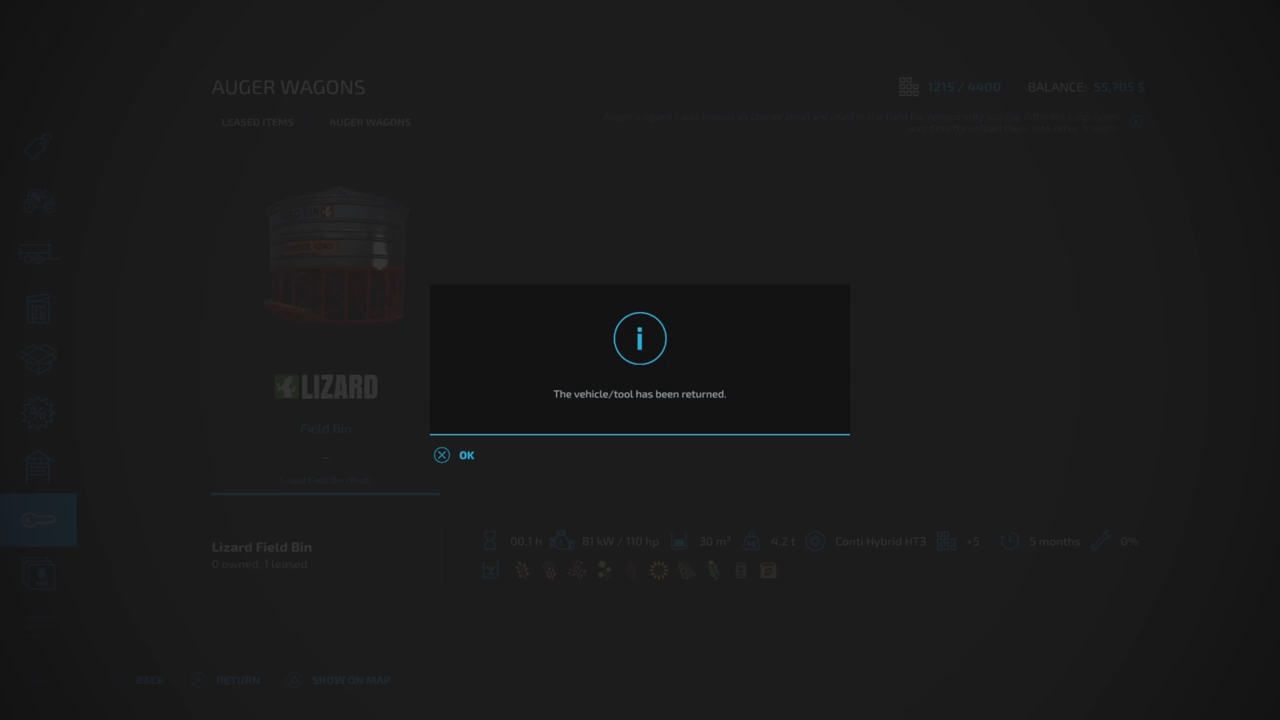 AUGER WAGONS
1215 / 4400 BALANCE: 55,705 $
LEASED ITEMS AUGER WAGONS
The vehicle/tool has been returned.
OK
LIZARD
Field Bin
Lizard Field Bin
0 owned, 1 leased
00.1 h 81 kW / 110 hp 30 m³ 4.2 t Conti Hybrid HT3 +5 5 months 0%
BACK RETURN SHOW ON MAP